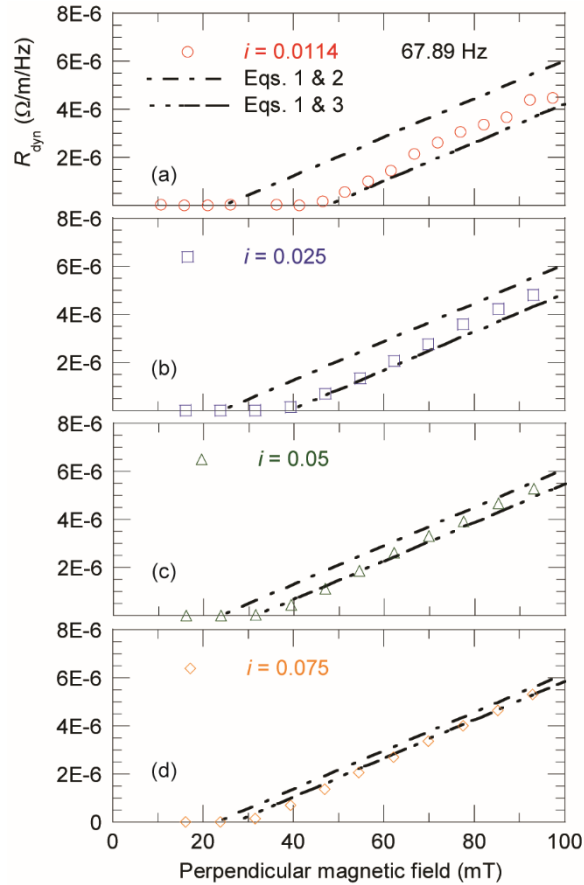 8E-6
i = 0.0114 67.89 Hz
6E-6
Eqs. 1 & 2
Eqs. 1 & 3
4E-6
2E-6
(a)
R_dyn (Ω/m/Hz)
8E-6
i = 0.025
6E-6
4E-6
2E-6
(b)
8E-6
i = 0.05
6E-6
4E-6
2E-6
(c)
8E-6
i = 0.075
6E-6
4E-6
2E-6
(d)
0
0 20 40 60 80 100
Perpendicular magnetic field (mT)